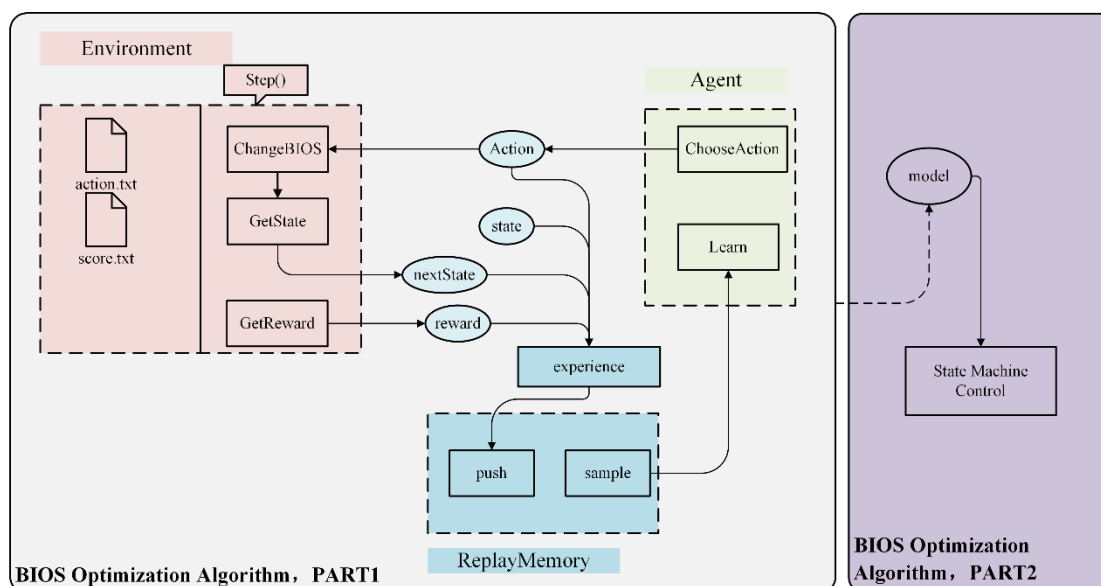 Environment
Step()
Agent
ChangeBIOS
Action
ChooseAction
action.txt
model
GetState
state
score.txt
Learn
nextState
GetReward
reward
experience
State Machine
Control
push
sample
ReplayMemory
BIOS Optimization Algorithm， PART1
BIOS Optimization
Algorithm， PART2